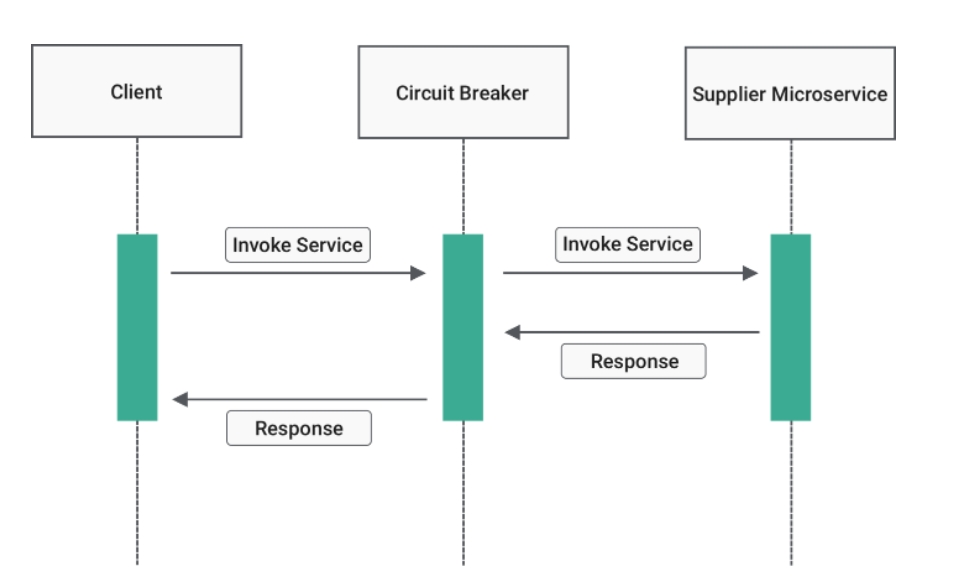 Client
Circuit Breaker
Supplier Microservice
Invoke Service
Invoke Service
Response
Response